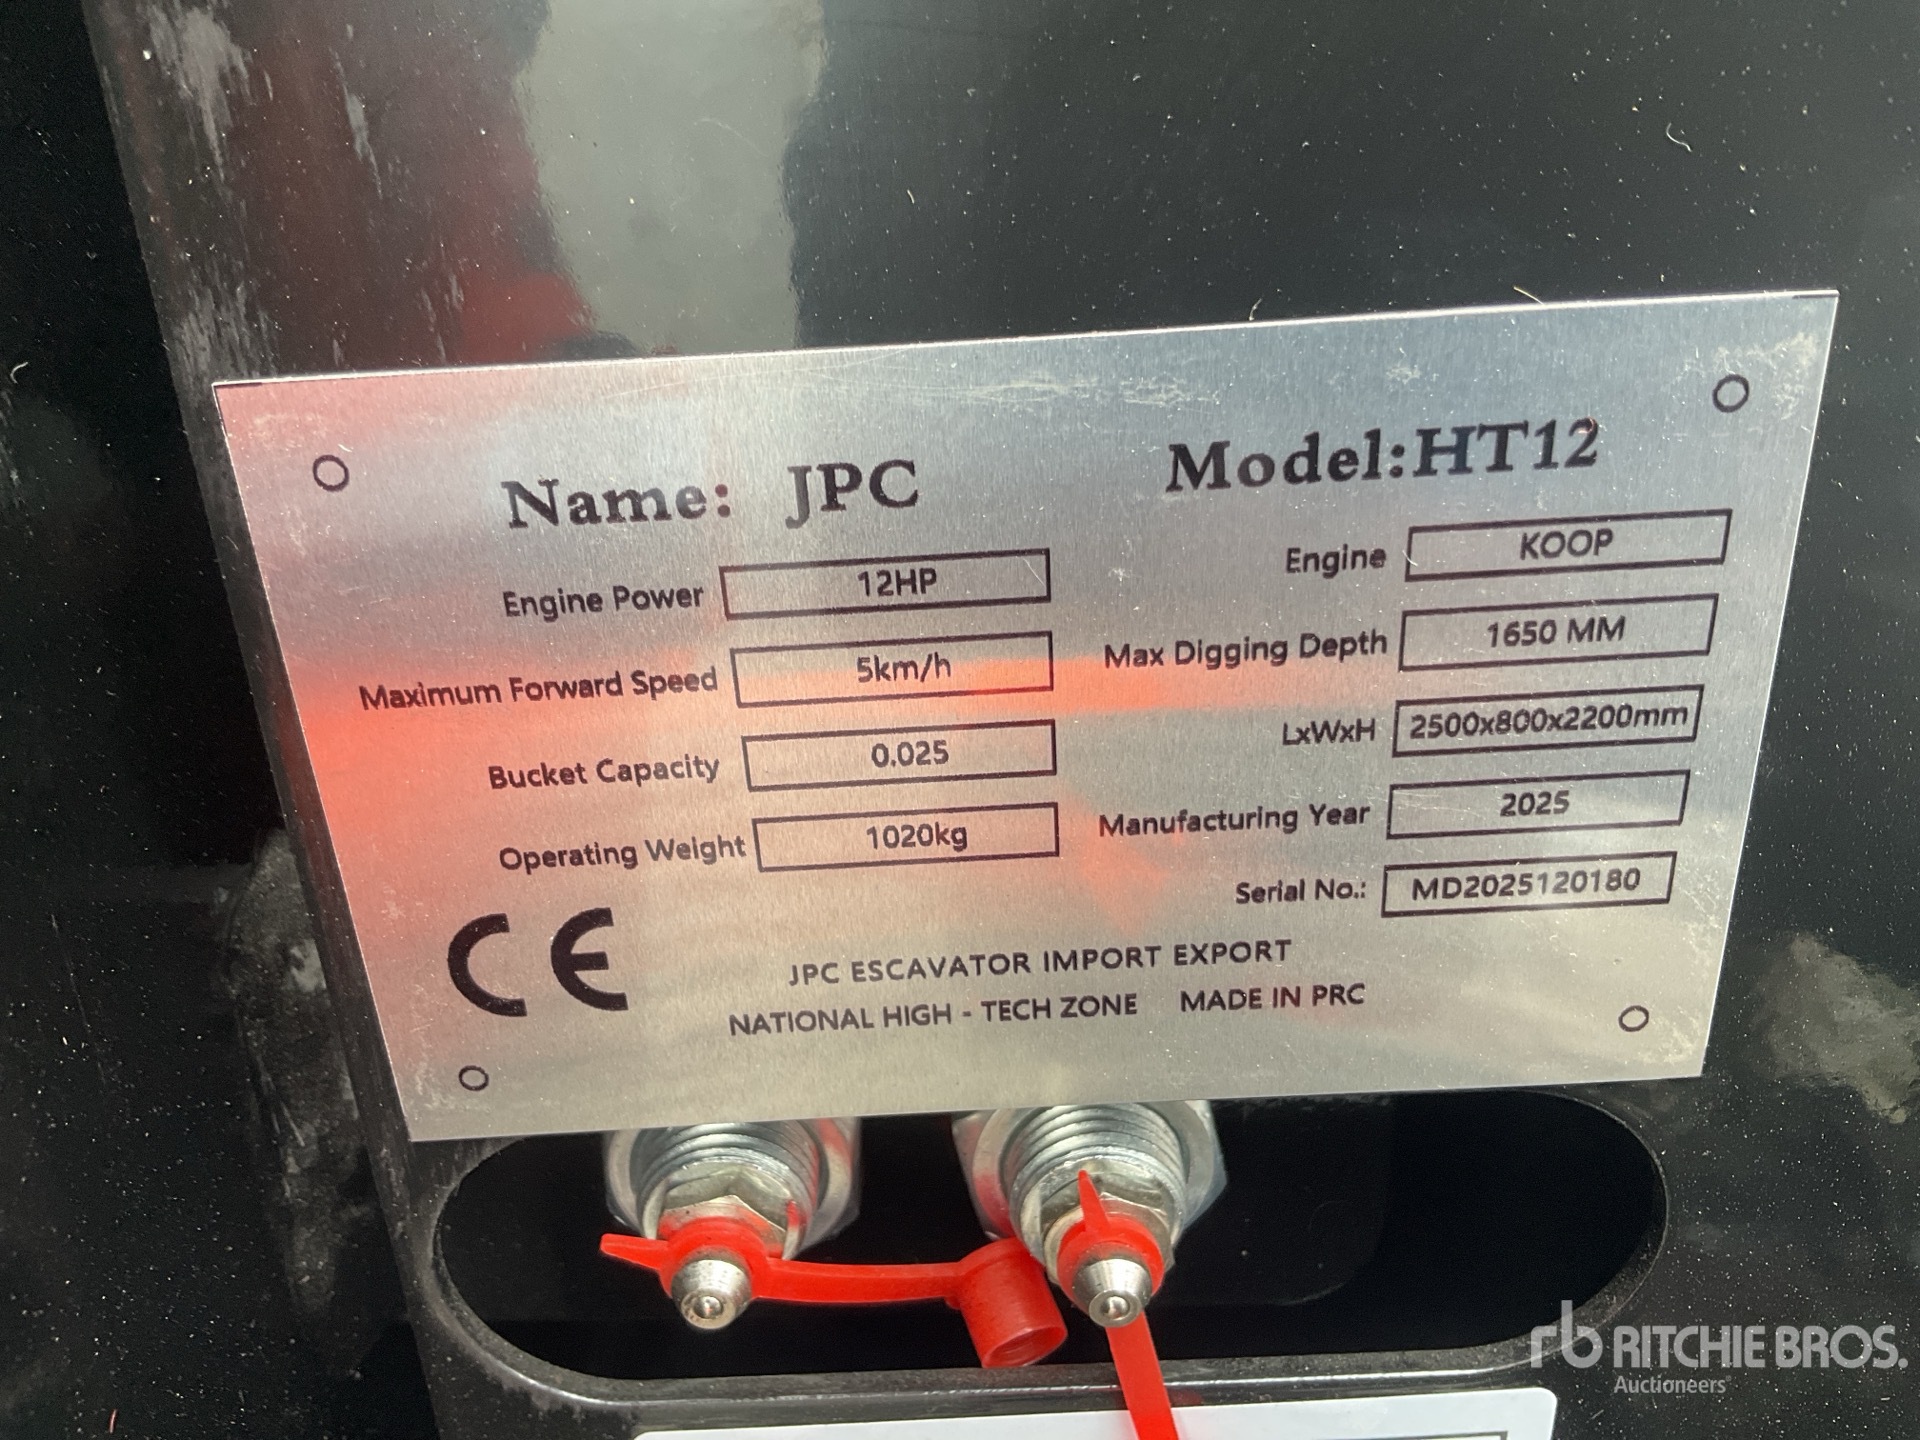 Name: JPC Model:HT12
Engine Power 12HP Engine KOOP
Maximum Forward Speed 5km/h Max Digging Depth 1650 MM
Bucket Capacity 0.025 LxWxH 2500x800x2200mm
Operating Weight 1020kg Manufacturing Year 2025
Serial No.: MD2025120180
CE
JPC ESCAVATOR IMPORT EXPORT
NATIONAL HIGH - TECH ZONE MADE IN PRC
rb RITCHIE BROS.
Auctioneers